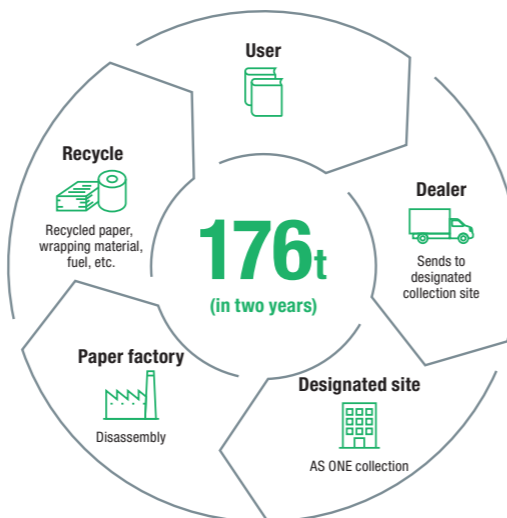 User
Dealer
Sends to
designated
collection site
Designated site
AS ONE collection
Paper factory
Disassembly
Recycle
Recycled paper,
wrapping material,
fuel, etc.
176t
(in two years)